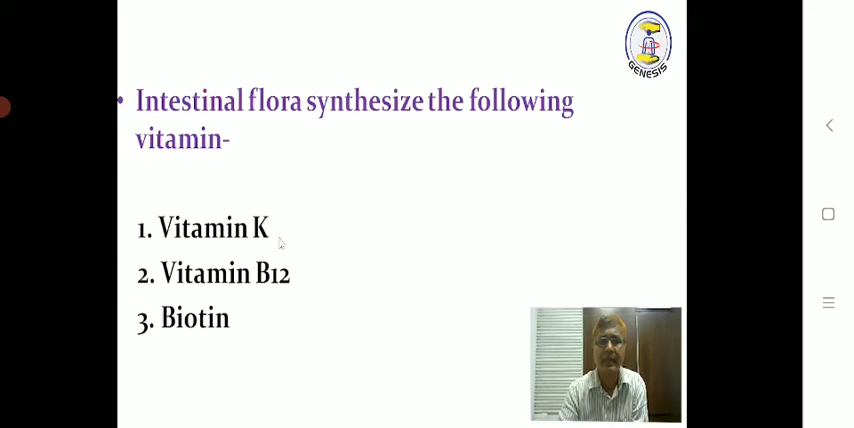 GENESIS
• Intestinal flora synthesize the following
vitamin-
1. Vitamin K
2. Vitamin B12
3. Biotin